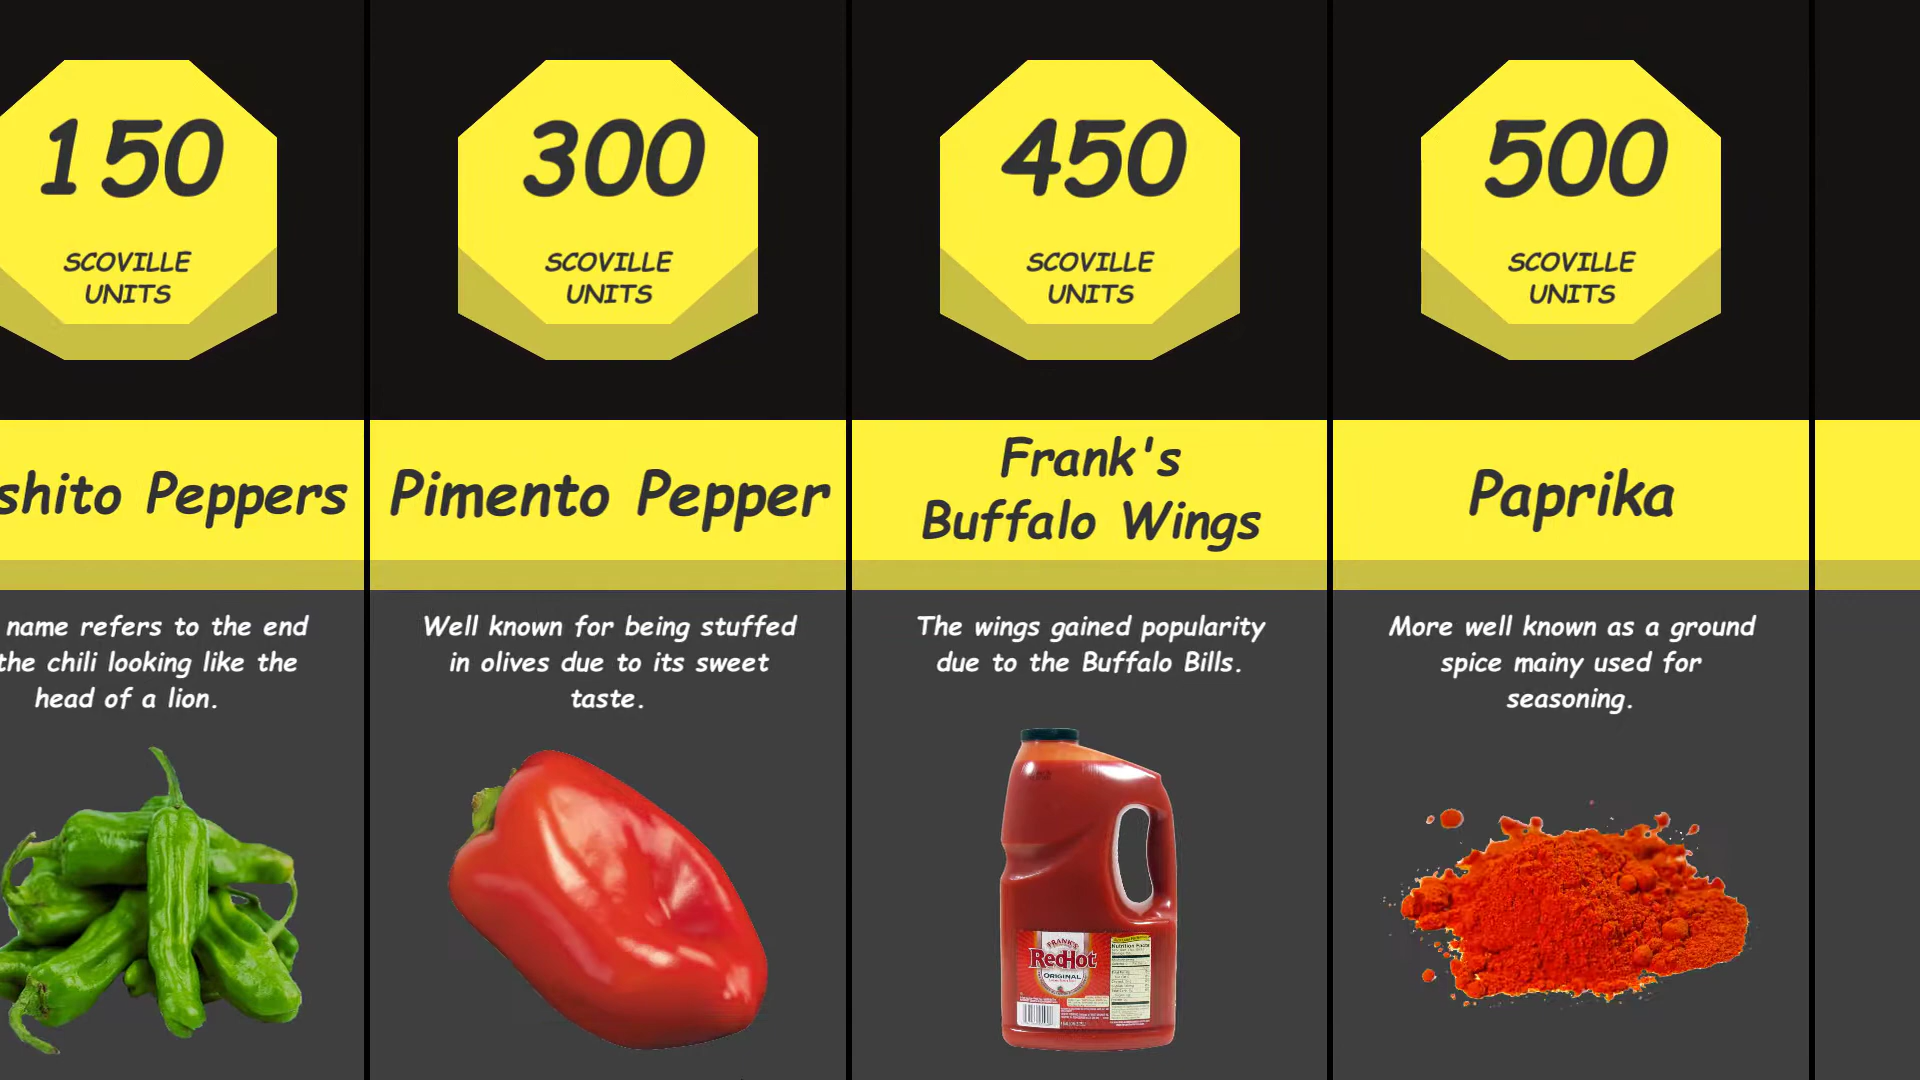 150
SCOVILLE
UNITS
shito Peppers
name refers to the end
the chili looking like the
head of a lion.
300
SCOVILLE
UNITS
Pimento Pepper
Well known for being stuffed
in olives due to its sweet
taste.
450
SCOVILLE
UNITS
Frank's
Buffalo Wings
The wings gained popularity
due to the Buffalo Bills.
FRANK'S
RedHot
ORIGINAL
Nutrition Facts
500
SCOVILLE
UNITS
Paprika
More well known as a ground
spice mainy used for
seasoning.